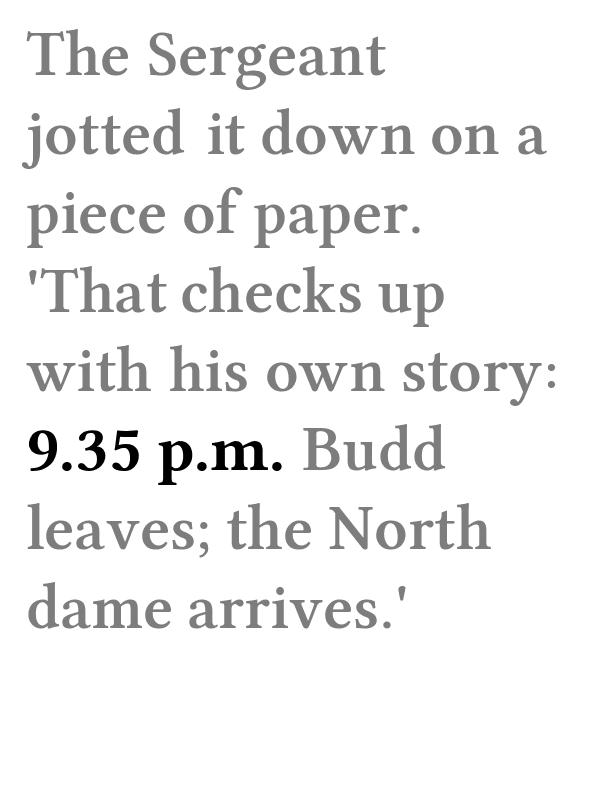 The Sergeant
jotted it down on a
piece of paper.
'That checks up
with his own story:
9.35 p.m. Budd
leaves; the North
dame arrives.'